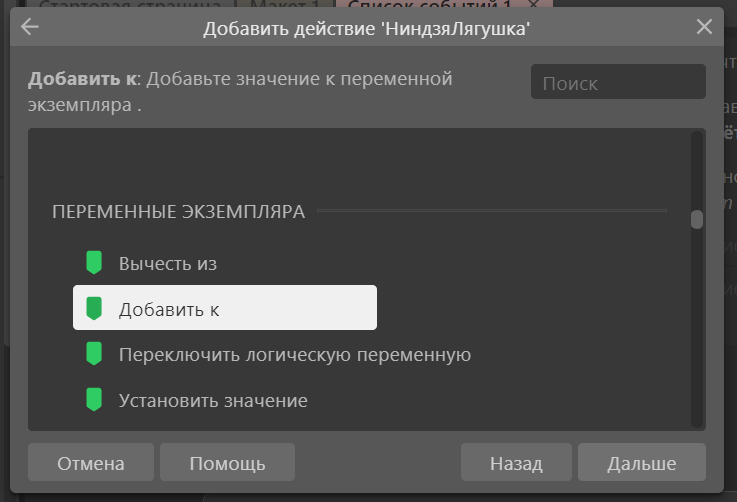 Стартовая страница Макет 1 Список событий 1
Добавить действие 'НиндзяЛягушка'
Добавить к: Добавьте значение к переменной
экземпляра .
Поиск
ПЕРЕМЕННЫЕ ЭКЗЕМПЛЯРА
Вычесть из
Добавить к
Переключить логическую переменную
Установить значение
Отмена Помощь Назад Дальше